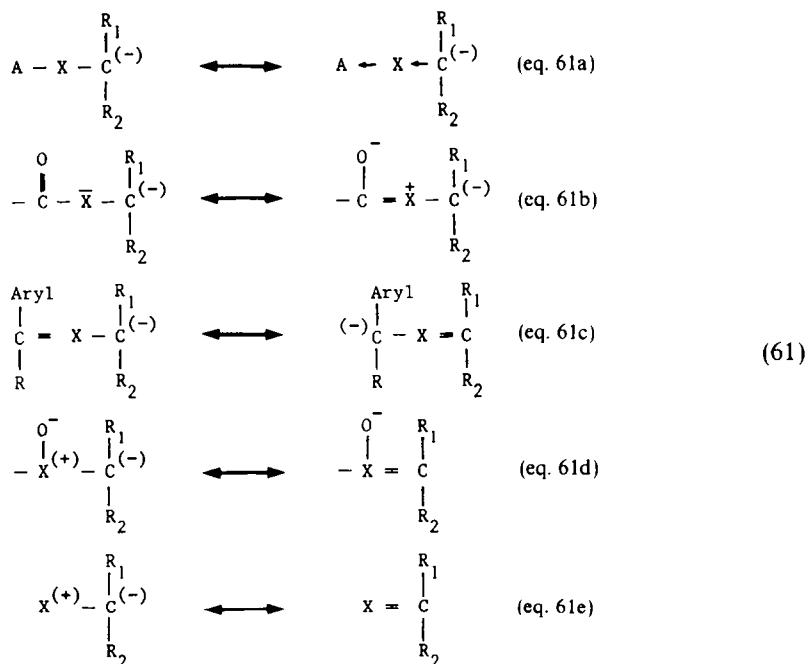 R1 R1
A – X – C(-) ⟷ A ← X ← C(-) (eq. 61a)
R2 R2
O R1 O- R1
– C – X̄ – C(-) ⟷ – C = X+ – C(-) (eq. 61b)
R2 R2
Aryl R1 Aryl R1
C = X – C(-) ⟷ (-)C – X = C (eq. 61c)
(61)
R R2 R R2
O- R1 O- R1
– X(+) – C(-) ⟷ – X = C (eq. 61d)
R2 R2
R1 R1
X(+) – C(-) ⟷ X = C (eq. 61e)
R2 R2